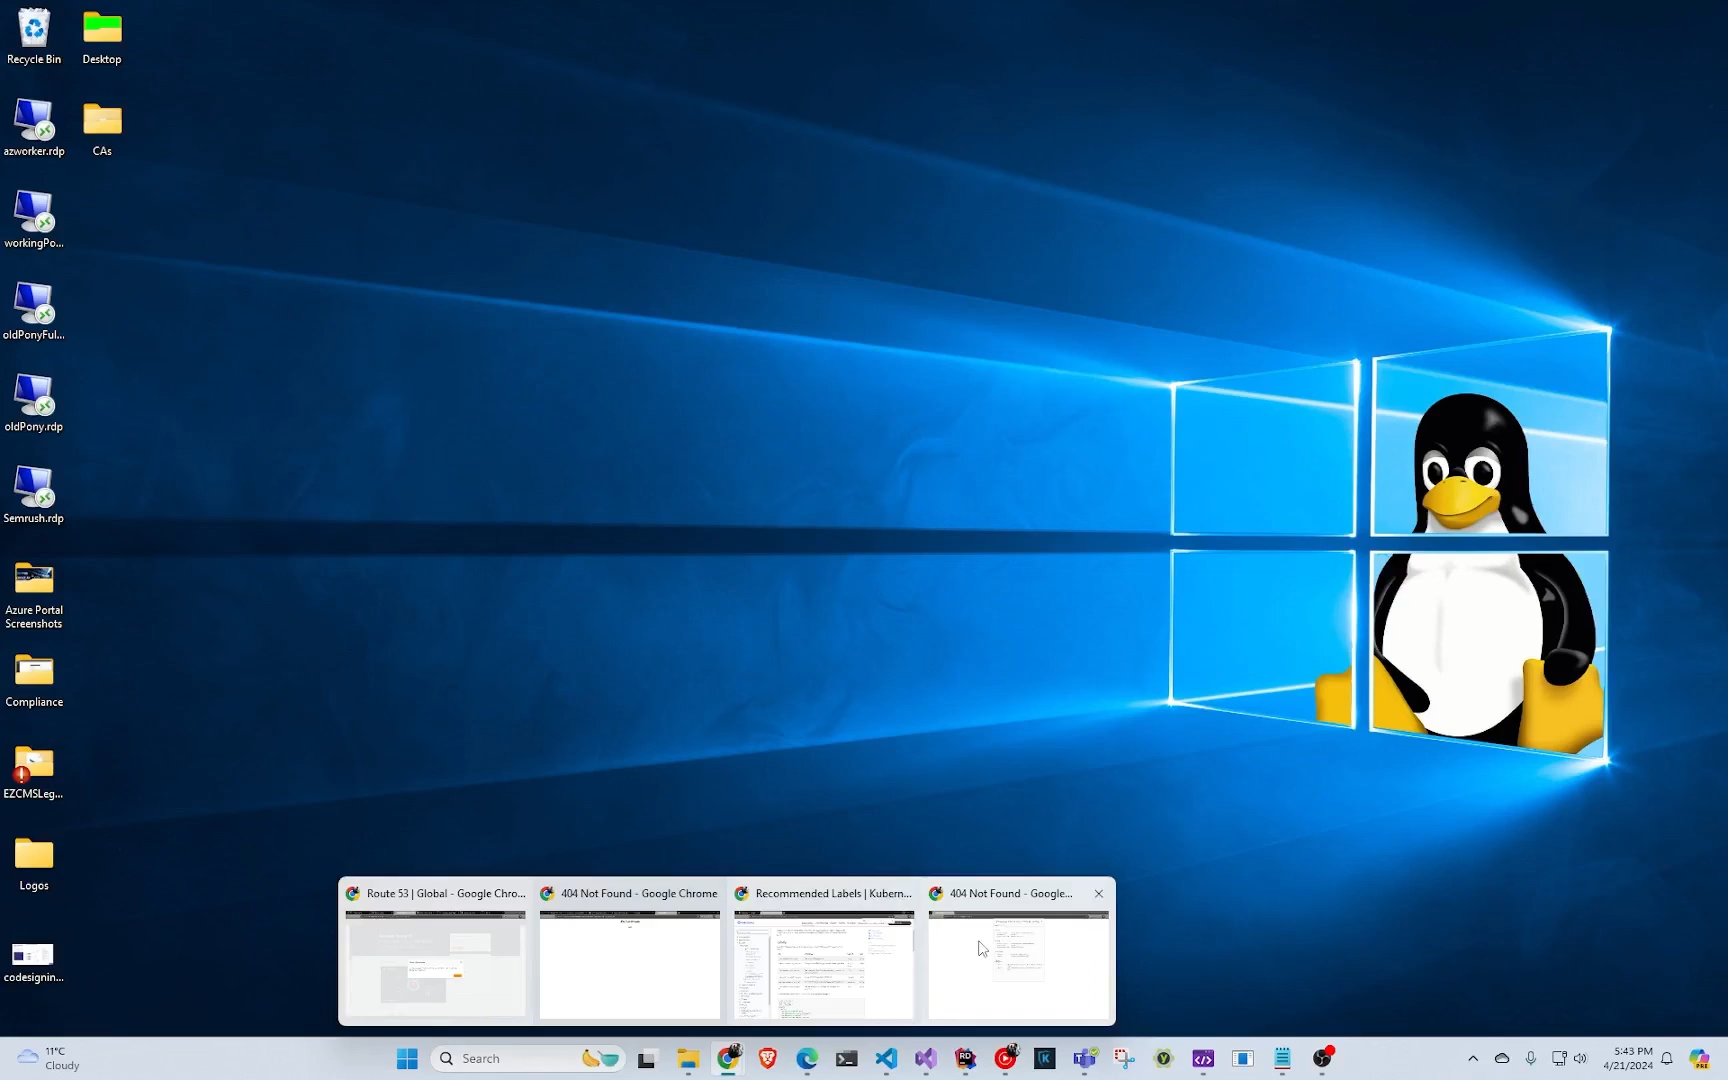 Recycle Bin
Desktop
azworker.rdp
CAs
workingPo...
oldPonyFul...
oldPony.rdp
Semrush.rdp
Azure Portal
Screenshots
Compliance
EZCMSLeg...
Logos
codesignin...
Route 53 | Global - Google Chro...
404 Not Found - Google Chrome
Recommended Labels | Kubern...
404 Not Found - Google...
11°C
Cloudy
Search
5:43 PM
4/21/2024